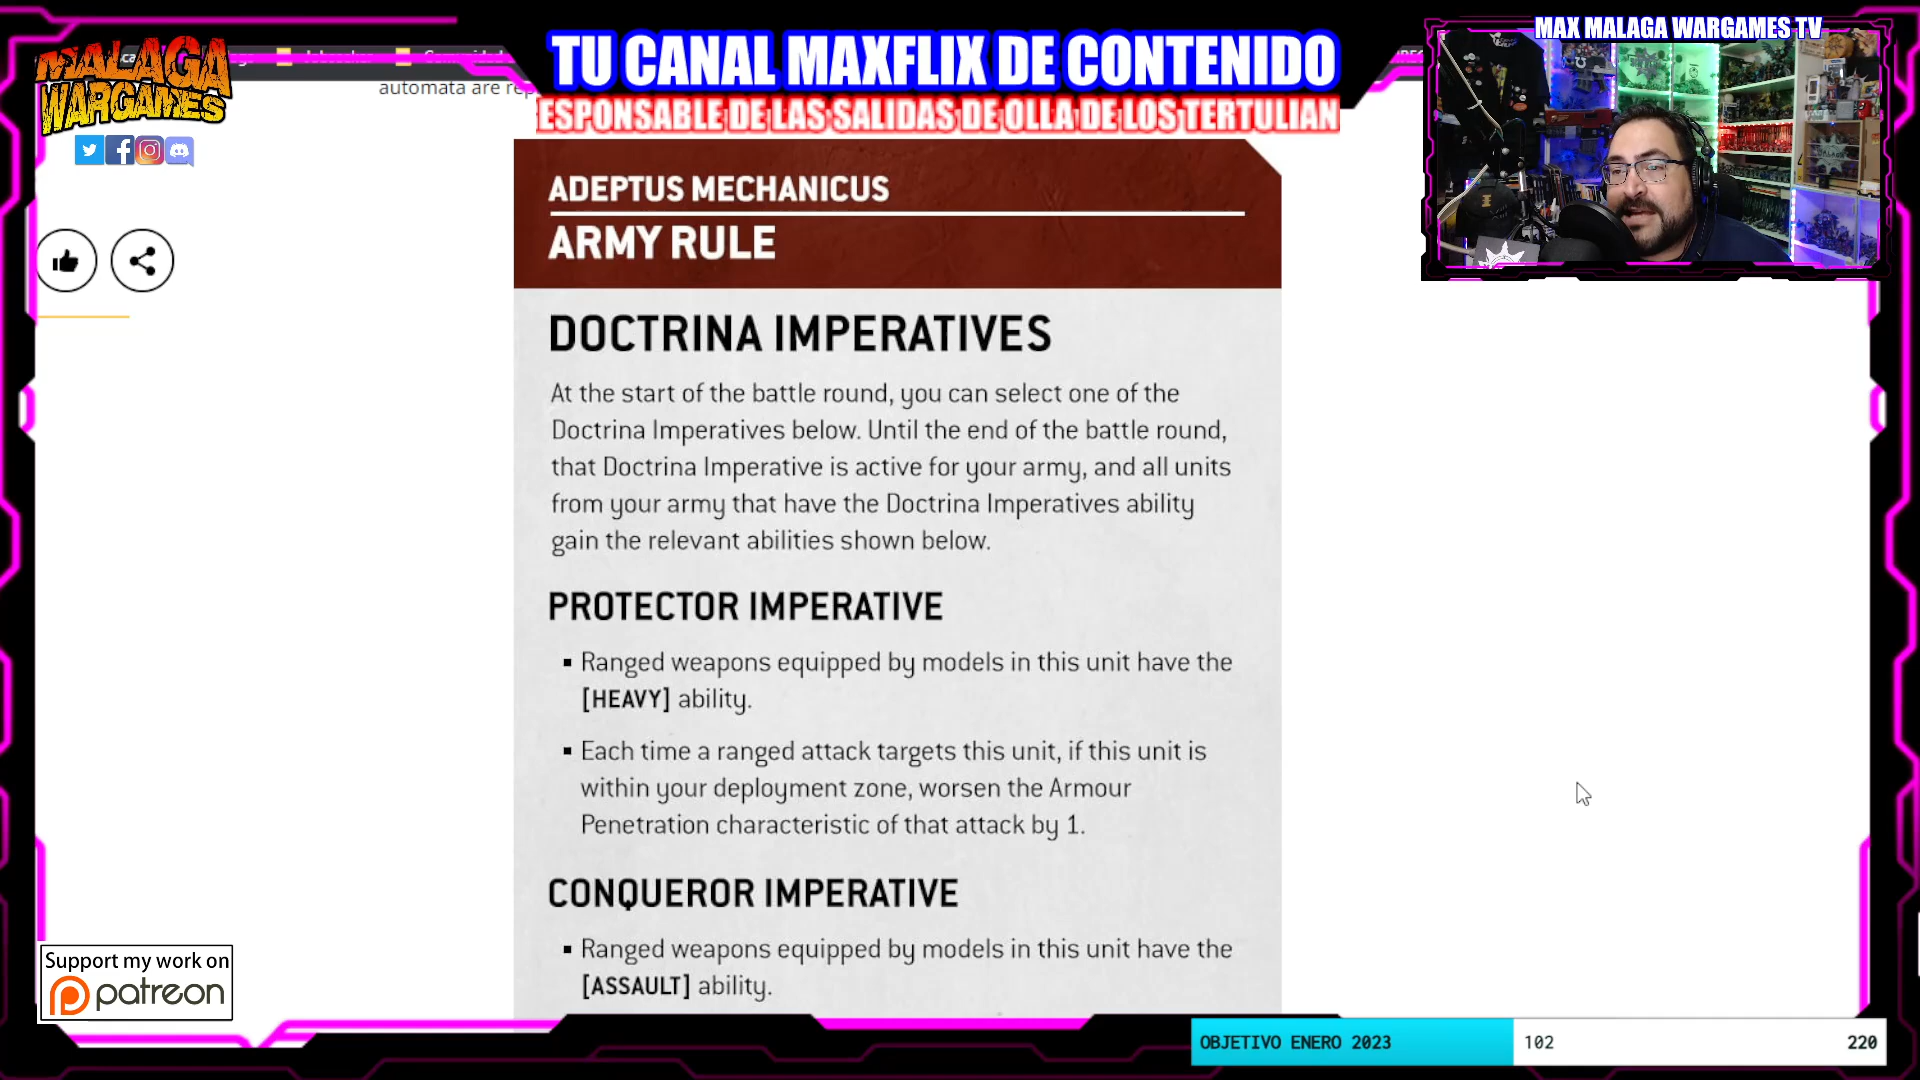 TU CANAL MAXFLIX DE CONTENIDO
MAX MALAGA WARGAMES TV
MALAGA
WARGAMES
automata are rep
ESPONSABLE DE LAS SALIDAS DE OLLA DE LOS TERTULIAN
ADEPTUS MECHANICUS
ARMY RULE
DOCTRINA IMPERATIVES
At the start of the battle round, you can select one of the
Doctrina Imperatives below. Until the end of the battle round,
that Doctrina Imperative is active for your army, and all units
from your army that have the Doctrina Imperatives ability
gain the relevant abilities shown below.
PROTECTOR IMPERATIVE
▪ Ranged weapons equipped by models in this unit have the
[HEAVY] ability.
▪ Each time a ranged attack targets this unit, if this unit is
within your deployment zone, worsen the Armour
Penetration characteristic of that attack by 1.
CONQUEROR IMPERATIVE
▪ Ranged weapons equipped by models in this unit have the
[ASSAULT] ability.
Support my work on
patreon
OBJETIVO ENERO 2023
102
220